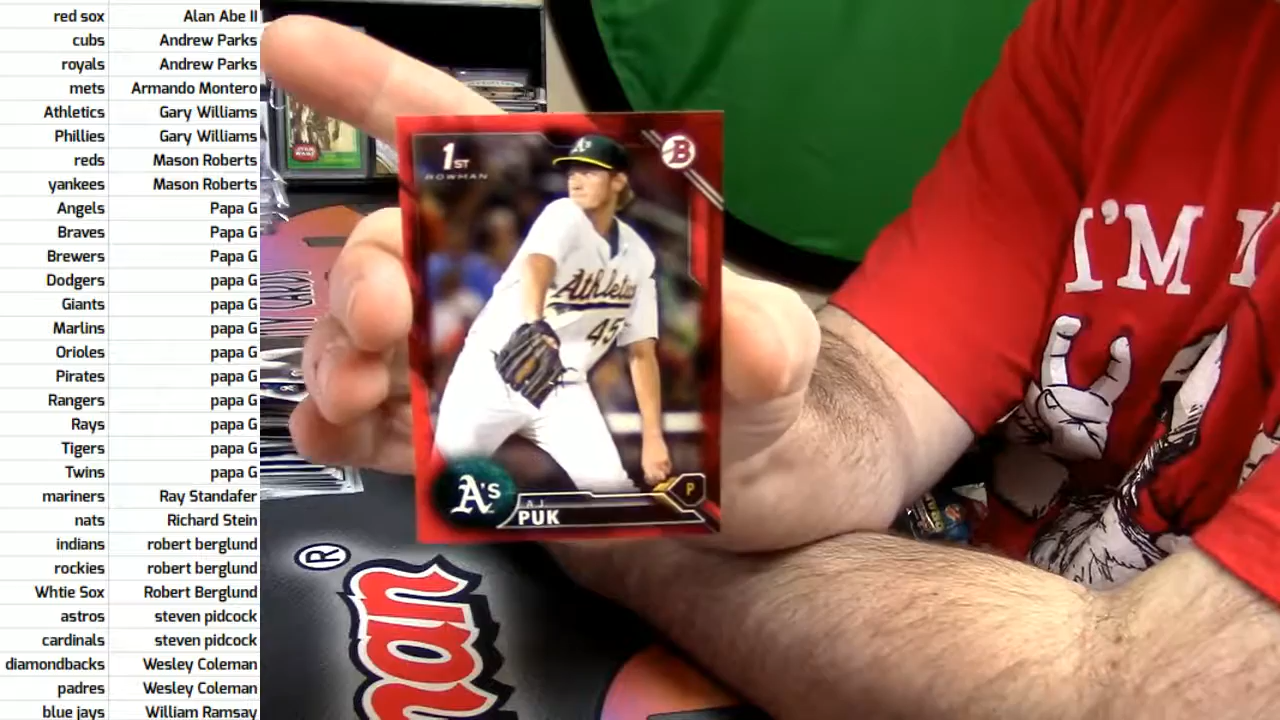 red sox Alan Abe II
cubs Andrew Parks
royals Andrew Parks
mets Armando Montero
Athletics Gary Williams
Phillies Gary Williams
reds Mason Roberts
yankees Mason Roberts
Angels Papa G
Braves Papa G
Brewers Papa G
Dodgers papa G
Giants papa G
Marlins papa G
Orioles papa G
Pirates papa G
Rangers papa G
Rays papa G
Tigers papa G
Twins papa G
mariners Ray Standafer
nats Richard Stein
indians robert berglund
rockies robert berglund
Whtie Sox Robert Berglund
astros steven pidcock
cardinals steven pidcock
diamondbacks Wesley Coleman
padres Wesley Coleman
blue jays William Ramsay
STAR WARS
1ST
BOWMAN
B
A's
Athletics
45
A's
P
AJ
PUK
I'M
®